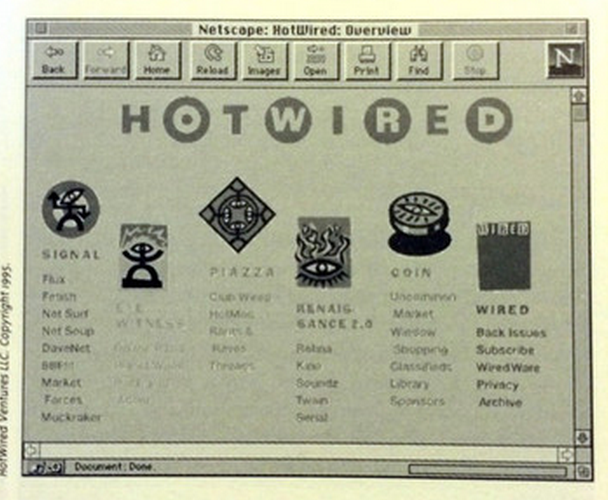 Netscape: HotWired: Overview
Back Forward Home Reload Images Open Print Find Stop
N
HOTWIRED
SIGNAL
Flux
Fetish
Net Surf
Net Soup
DaveNet
Market
Forces
Muckraker
EYE
WITNESS
PIAZZA
Club Wired
HotMoo
Rants &
Raves
Threads
RENAIS-
SANCE 2.0
Retina
Kino
Soundz
Twain
Serial
COIN
Uncommon
Market
Window
Shopping
Classifieds
Library
Sponsors
WIRED
WIRED
Back Issues
Subscribe
WiredWare
Privacy
Archive
Document: Done.
HotWired Ventures LLC. Copyright 1995.